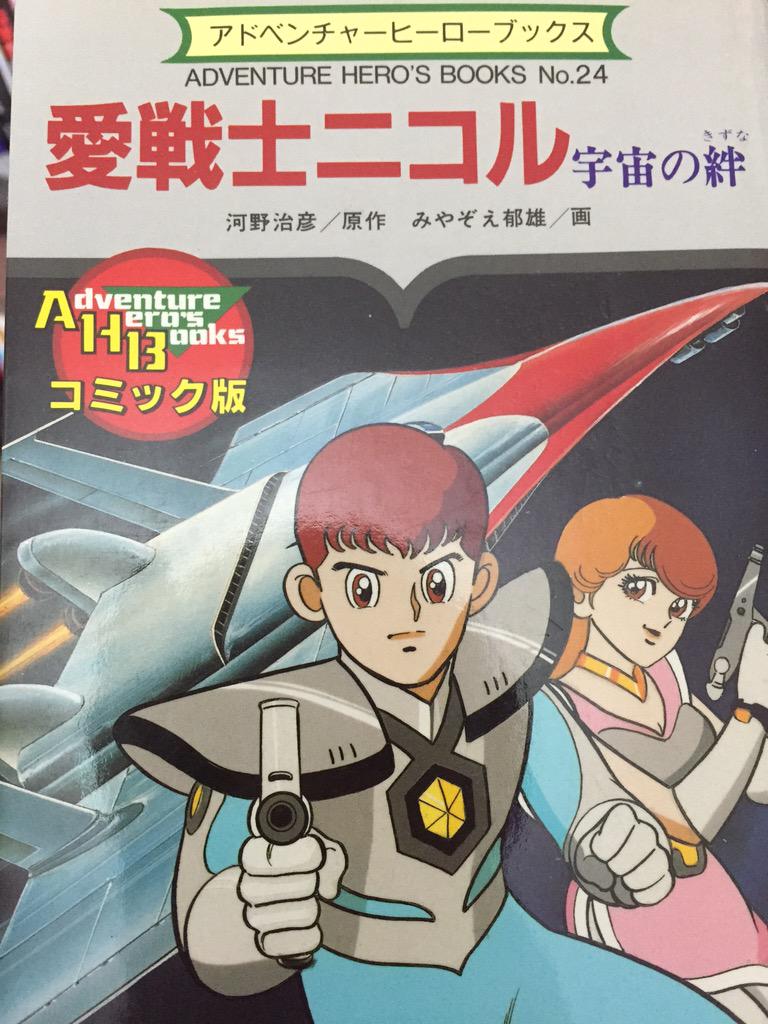 アドベンチャーヒーローブックス
ADVENTURE HERO'S BOOKS No.24
愛戦士ニコル 宇宙の絆
きずな
河野治彦/原作 みやぞえ郁雄/画
Adventure
Hero's
Books
コミック版